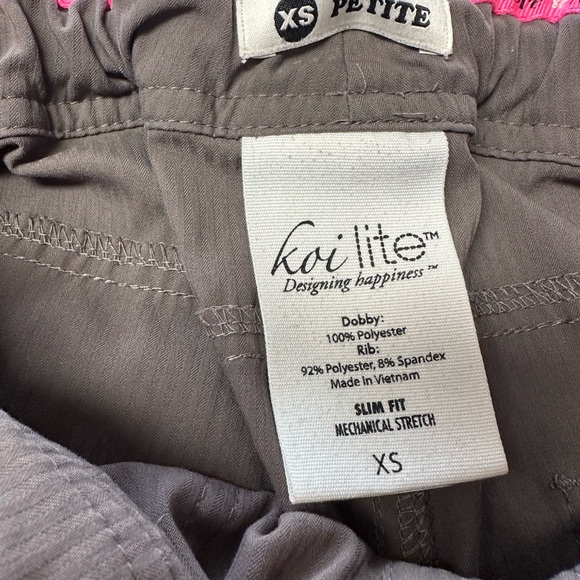 XS PETITE
koi lite™
Designing happiness™
Dobby:
100% Polyester
Rib:
92% Polyester, 8% Spandex
Made in Vietnam
SLIM FIT
MECHANICAL STRETCH
XS